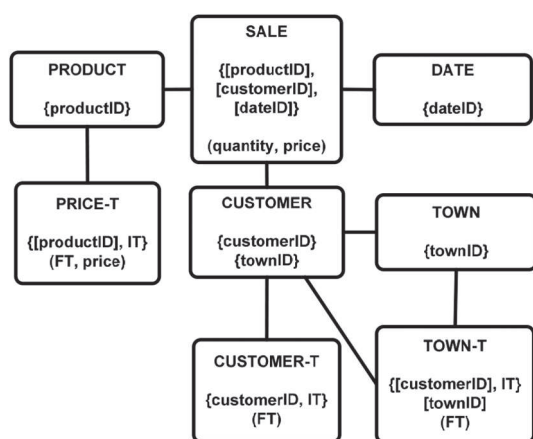 SALE
{[productID],
[customerID],
[dateID]}
(quantity, price)
PRODUCT
{productID}
DATE
{dateID}
PRICE-T
{[productID], IT}
(FT, price)
CUSTOMER
{customerID}
{townID}
TOWN
{townID}
CUSTOMER-T
{customerID, IT}
(FT)
TOWN-T
{[customerID], IT}
[townID]
(FT)